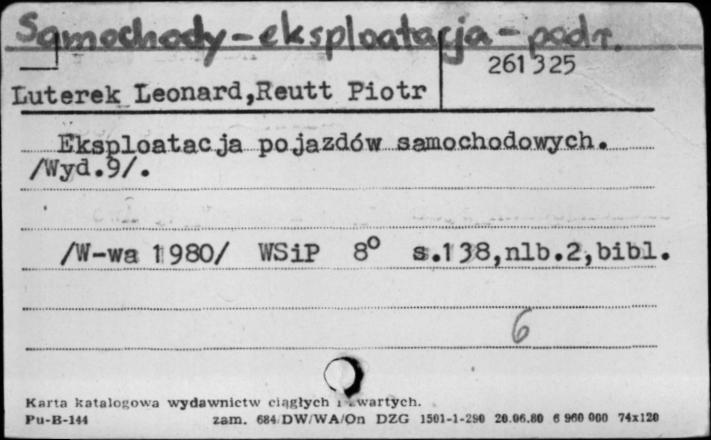 Samochody - eksploatacja - podr.
261325
Luterek Leonard,Reutt Piotr
Eksploatacja pojazdów samochodowych.
/Wyd.9/.
/W-wa 1980/ WSiP 8° s.138,nlb.2,bibl.
6
Karta katalogowa wydawnictw ciągłych i zwartych.
Pu-B-144 zam. 684/DW/WA/On DZG 1501-1-290 20.06.80 6 960 000 74x120